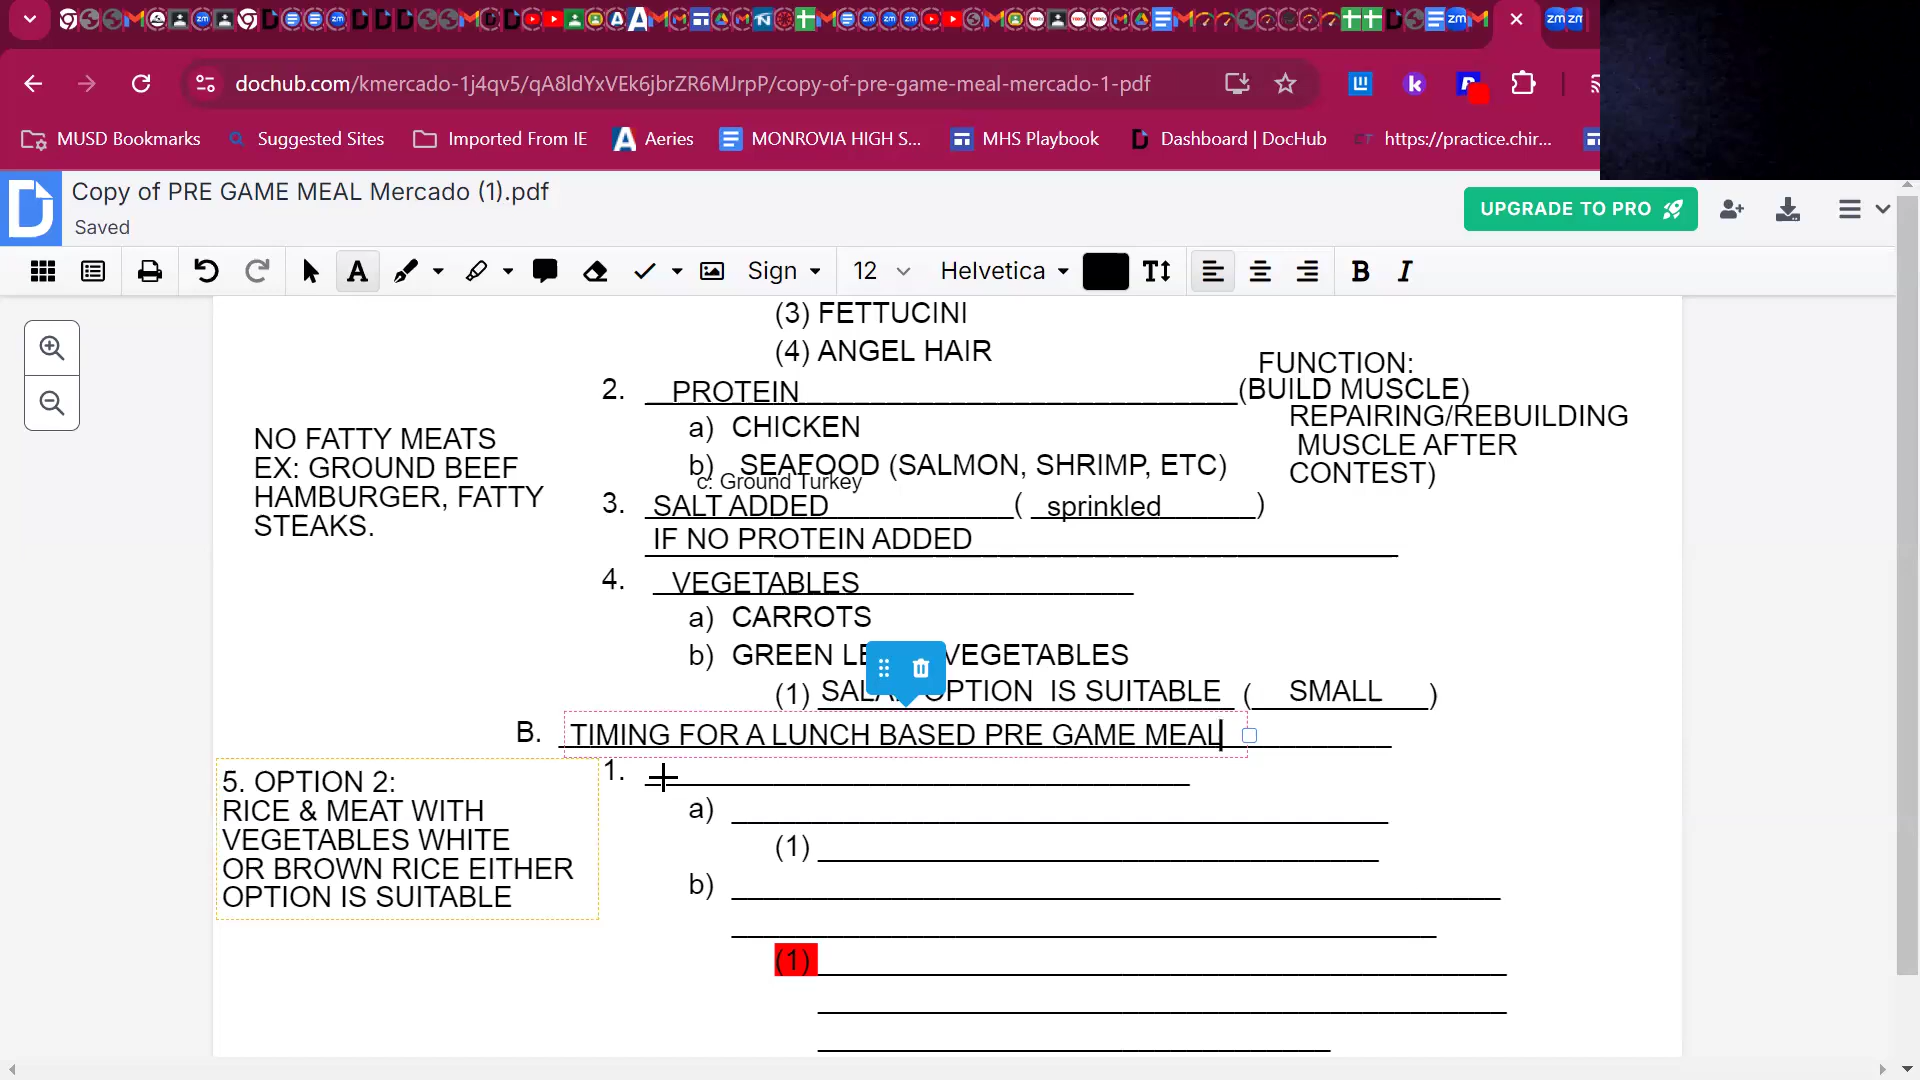 dochub.com/kmercado-1j4qv5/qA8ldYxVEk6jbrZR6MJrpP/copy-of-pre-game-meal-mercado-1-pdf
MUSD Bookmarks
Suggested Sites
Imported From IE
Aeries
MONROVIA HIGH S...
MHS Playbook
Dashboard | DocHub
https://practice.chir...
Copy of PRE GAME MEAL Mercado (1).pdf
Saved
UPGRADE TO PRO
Sign
12
Helvetica
B
I
(3) FETTUCINI
(4) ANGEL HAIR
FUNCTION:
2. PROTEIN (BUILD MUSCLE)
REPAIRING/REBUILDING
MUSCLE AFTER
CONTEST)
a) CHICKEN
b) SEAFOOD (SALMON, SHRIMP, ETC)
c: Ground Turkey
NO FATTY MEATS
EX: GROUND BEEF
HAMBURGER, FATTY
STEAKS.
3. SALT ADDED ( sprinkled )
IF NO PROTEIN ADDED
4. VEGETABLES
a) CARROTS
b) GREEN VEGETABLES
(1) OPTION IS SUITABLE ( SMALL )
B. TIMING FOR A LUNCH BASED PRE GAME MEAL
5. OPTION 2:
RICE & MEAT WITH
VEGETABLES WHITE
OR BROWN RICE EITHER
OPTION IS SUITABLE
1.
a)
(1)
b)
(1)